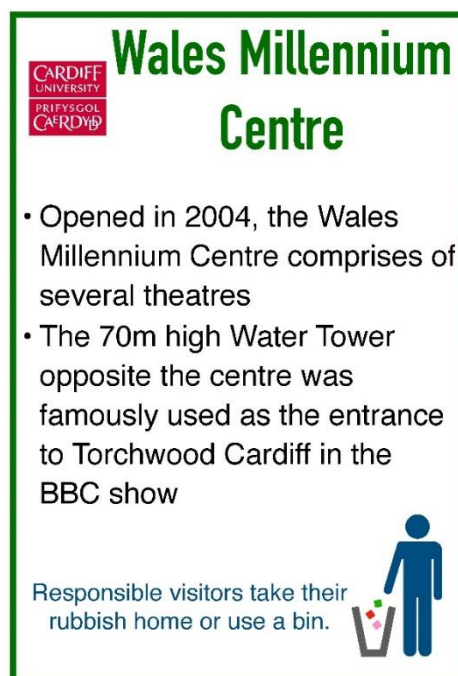 Wales Millennium
Centre
CARDIFF
UNIVERSITY
PRIFYSGOL
CAERDYDD
• Opened in 2004, the Wales
Millennium Centre comprises of
several theatres
• The 70m high Water Tower
opposite the centre was
famously used as the entrance
to Torchwood Cardiff in the
BBC show
Responsible visitors take their
rubbish home or use a bin.